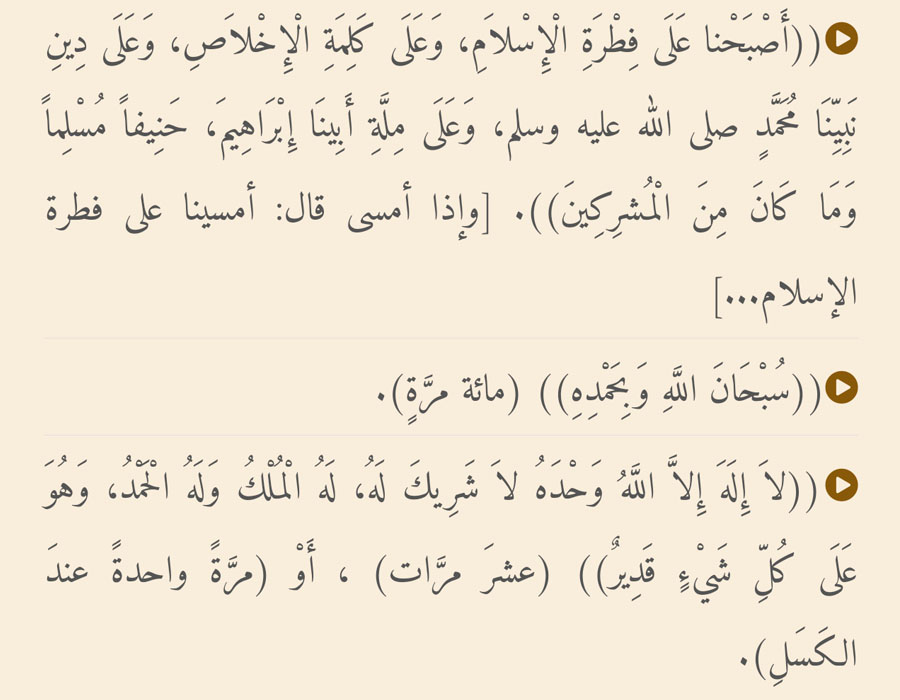 ((أَصْبَحْنا عَلَى فِطْرَةِ الْإِسْلامِ، وَعَلَى كَلِمَةِ الْإِخْلاَصِ، وَعَلَى دِينِ
نَبِيِّنَا مُحَمَّدٍ صلى الله عليه وسلم، وَعَلَى مِلَّةِ أَبِينَا إِبْرَاهِيمَ، حَنِيفاً مُسْلِماً
وَمَا كَانَ مِنَ الْمُشرِكِينَ)). [وإذا أمسى قال: أمسينا على فطرة
الإسلام...]
((سُبْحَانَ اللَّهِ وَبِحَمْدِهِ)) (مائة مرَّةٍ).
((لاَ إِلَهَ إِلاَّ اللَّهُ وَحْدَهُ لاَ شَرِيكَ لَهُ، لَهُ الْمُلْكُ وَلَهُ الْحَمْدُ، وَهُوَ
عَلَى كُلِّ شَيْءٍ قَدِيرٌ)) (عشرَ مرَّات) ، أَوْ (مرَّةً واحدةً عندَ
الكَسَلِ).